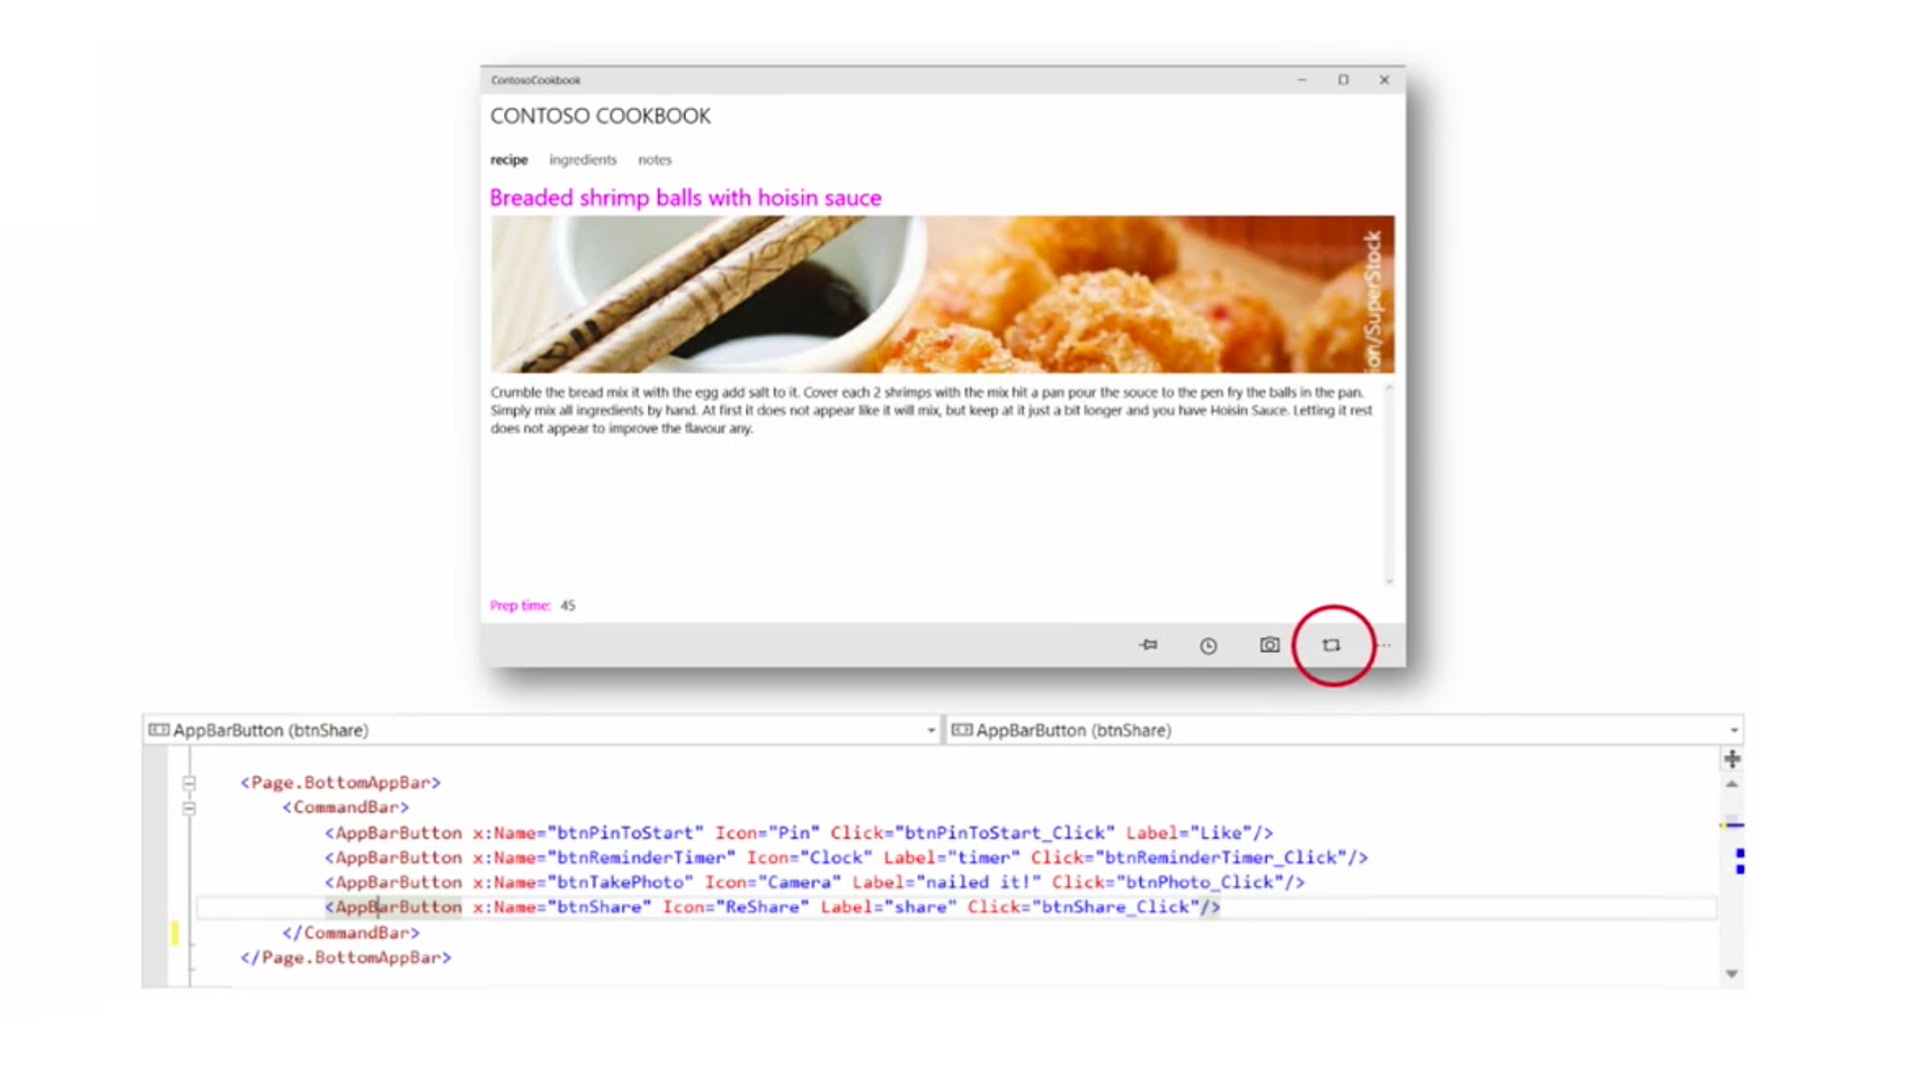 ContosoCookbook
CONTOSO COOKBOOK
recipe ingredients notes
Breaded shrimp balls with hoisin sauce
ion/SuperStock
Crumble the bread mix it with the egg add salt to it. Cover each 2 shrimps with the mix hit a pan pour the souce to the pen fry the balls in the pan.
Simply mix all ingredients by hand. At first it does not appear like it will mix, but keep at it just a bit longer and you have Hoisin Sauce. Letting it rest
does not appear to improve the flavour any.
Prep time: 45
AppBarButton (btnShare) AppBarButton (btnShare)
<Page.BottomAppBar>
<CommandBar>
<AppBarButton x:Name="btnPinToStart" Icon="Pin" Click="btnPinToStart_Click" Label="Like"/>
<AppBarButton x:Name="btnReminderTimer" Icon="Clock" Label="timer" Click="btnReminderTimer_Click"/>
<AppBarButton x:Name="btnTakePhoto" Icon="Camera" Label="nailed it!" Click="btnPhoto_Click"/>
<AppBarButton x:Name="btnShare" Icon="ReShare" Label="share" Click="btnShare_Click"/>
</CommandBar>
</Page.BottomAppBar>